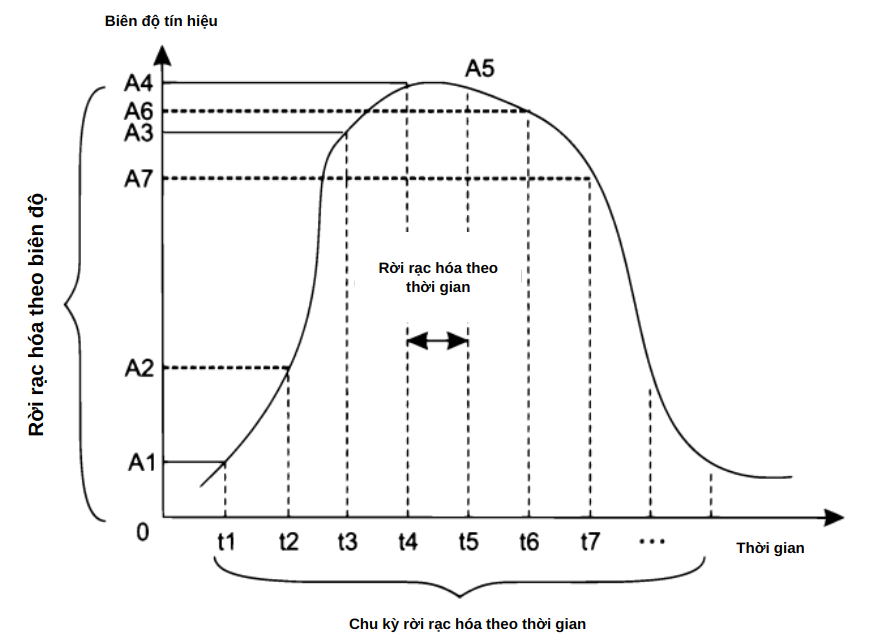 Biên độ tín hiệu
A5
A4
A6
A3
A7
Rời rạc hóa theo biên độ
Rời rạc hóa theo
thời gian
A2
A1
0
t1 t2 t3 t4 t5 t6 t7 ...
Thời gian
Chu kỳ rời rạc hóa theo thời gian